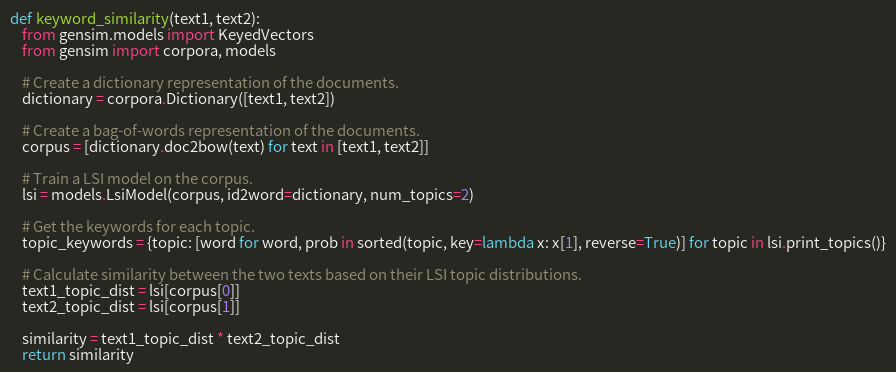 def keyword_similarity(text1, text2):
from gensim.models import KeyedVectors
from gensim import corpora, models
# Create a dictionary representation of the documents.
dictionary = corpora.Dictionary([text1, text2])
# Create a bag-of-words representation of the documents.
corpus = [dictionary.doc2bow(text) for text in [text1, text2]]
# Train a LSI model on the corpus.
lsi = models.LsiModel(corpus, id2word=dictionary, num_topics=2)
# Get the keywords for each topic.
topic_keywords = {topic: [word for word, prob in sorted(topic, key=lambda x: x[1], reverse=True)] for topic in lsi.print_topics()}
# Calculate similarity between the two texts based on their LSI topic distributions.
text1_topic_dist = lsi[corpus[0]]
text2_topic_dist = lsi[corpus[1]]
similarity = text1_topic_dist * text2_topic_dist
return similarity